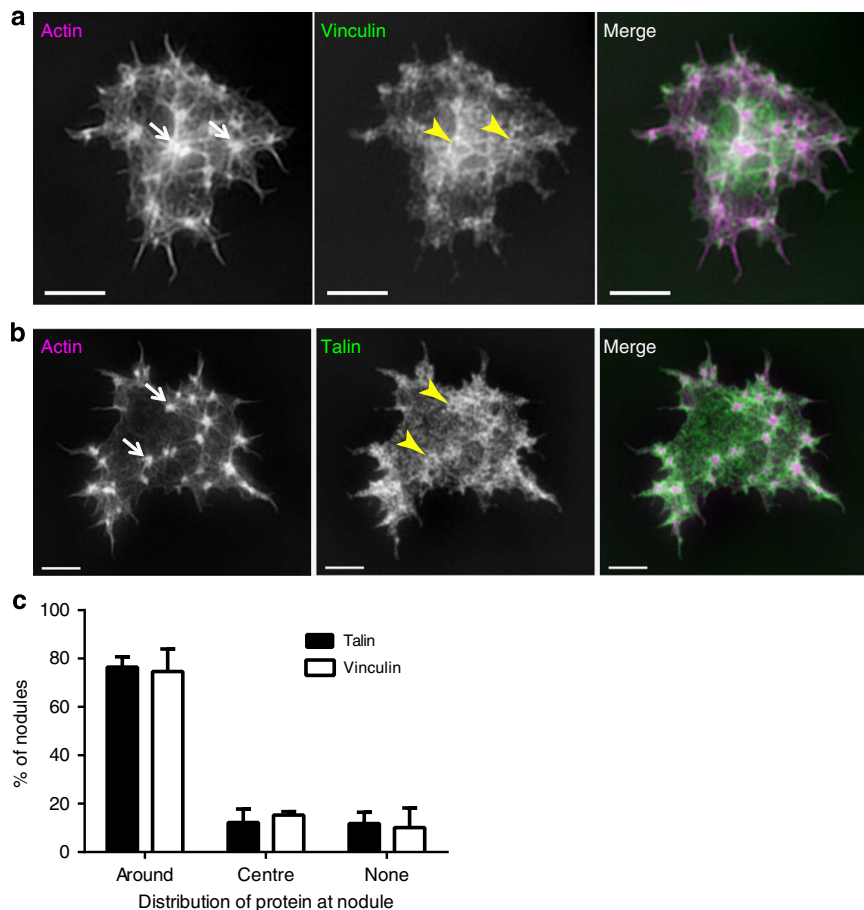 a
Actin
Vinculin
Merge
b
Actin
Talin
Merge
c
100
80
60
40
20
0
% of nodules
Talin
Vinculin
Around
Centre
None
Distribution of protein at nodule